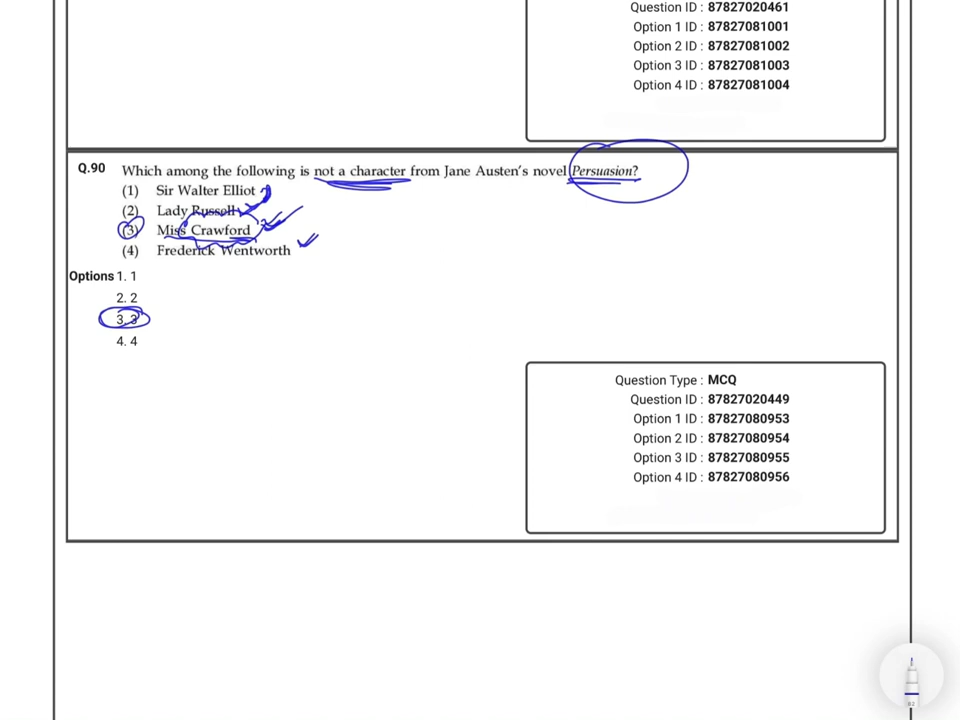 Question ID : 87827020461
Option 1 ID : 87827081001
Option 2 ID : 87827081002
Option 3 ID : 87827081003
Option 4 ID : 87827081004
Q.90 Which among the following is not a character from Jane Austen's novel Persuasion?
(1) Sir Walter Elliot
(2) Lady Russell
(3) Miss Crawford
(4) Frederick Wentworth
Options 1. 1
2. 2
3. 3
4. 4
Question Type : MCQ
Question ID : 87827020449
Option 1 ID : 87827080953
Option 2 ID : 87827080954
Option 3 ID : 87827080955
Option 4 ID : 87827080956